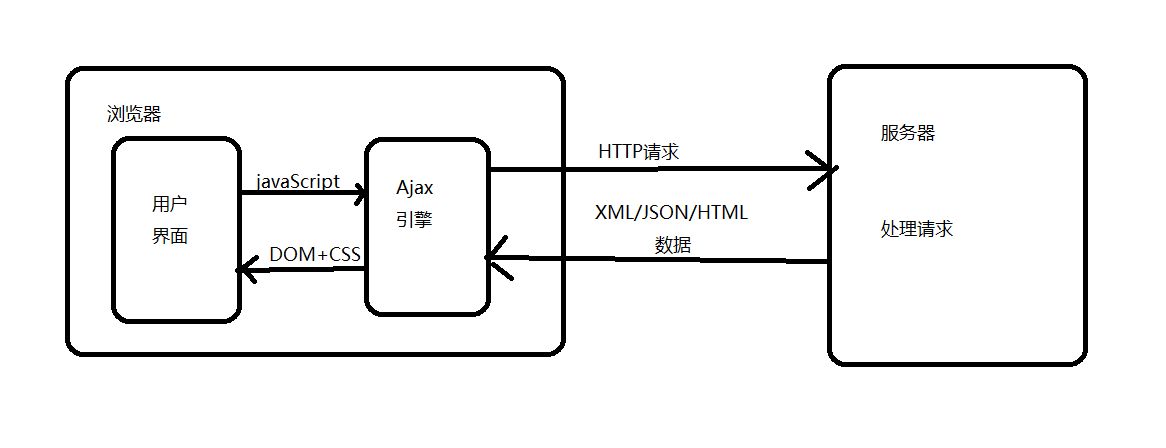 浏览器
用户
界面
javaScript
DOM+CSS
Ajax
引擎
HTTP请求
XML/JSON/HTML
数据
服务器
处理请求